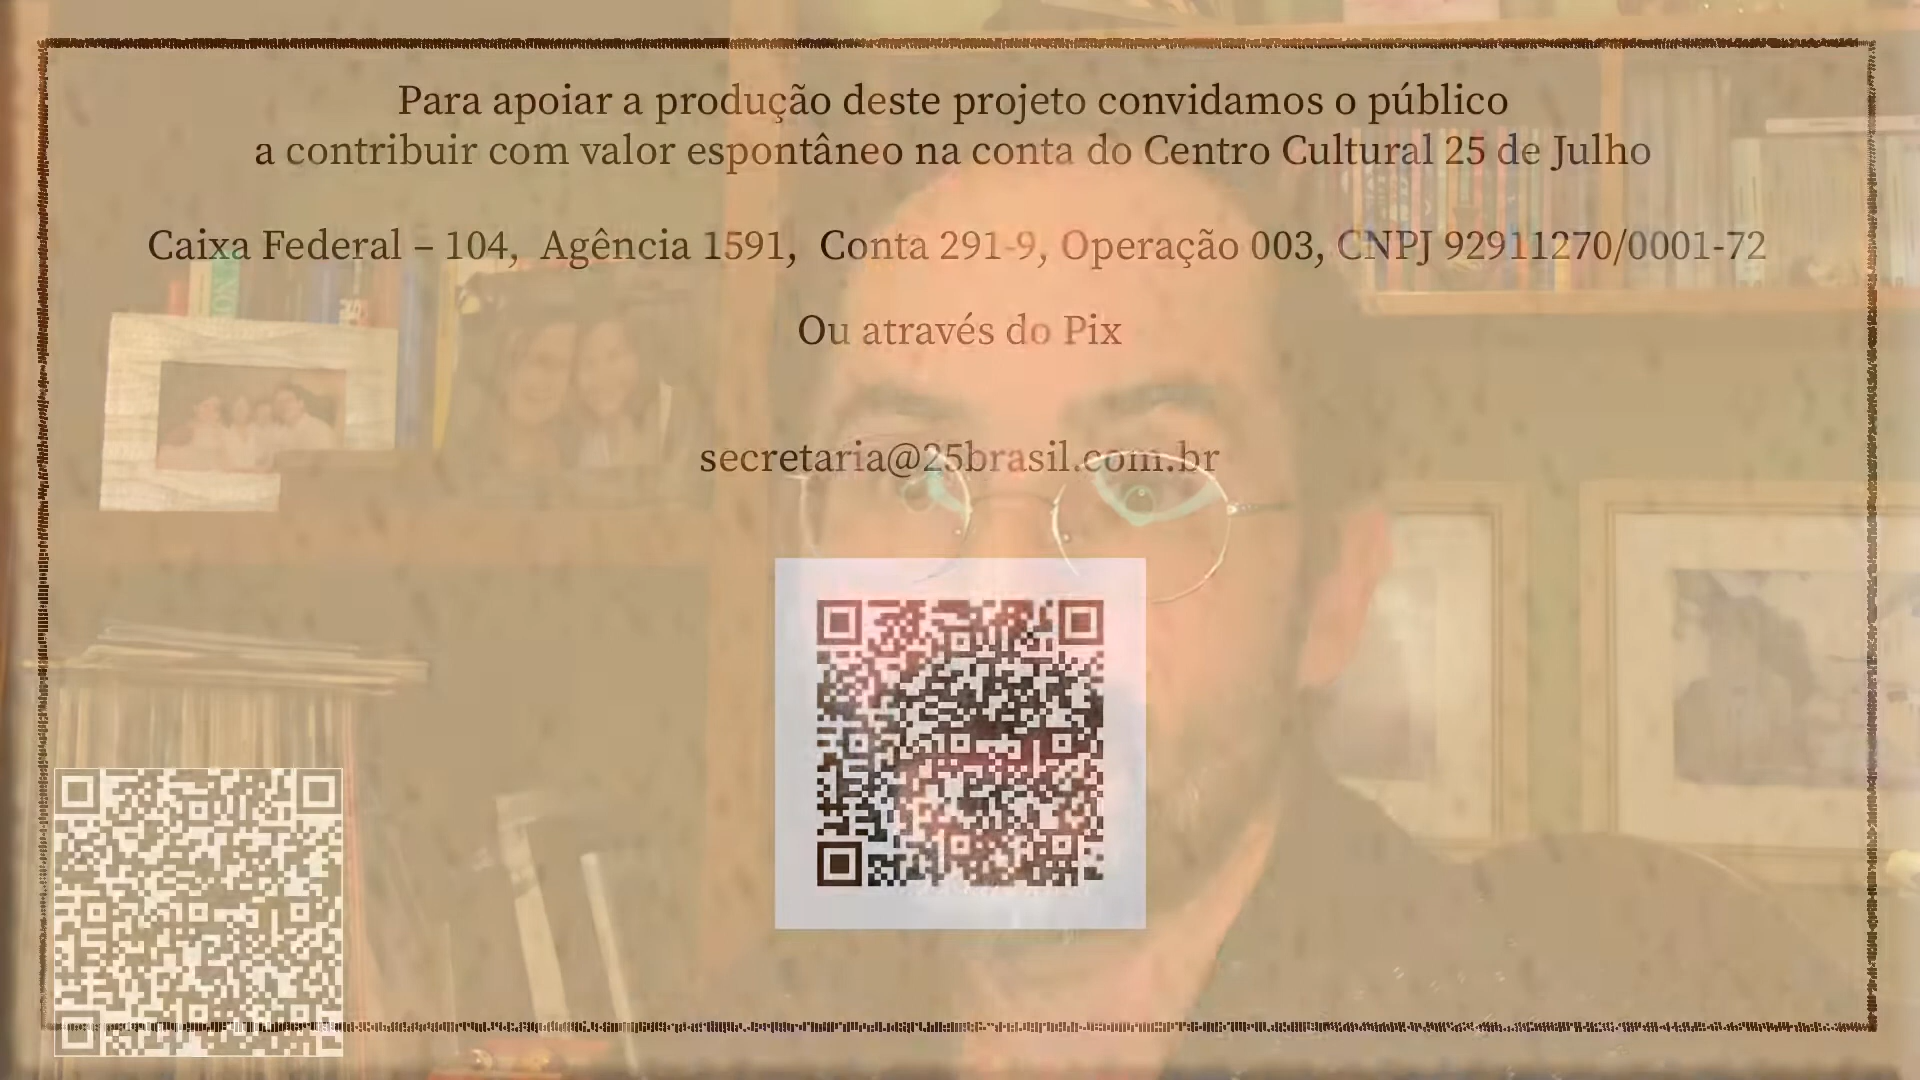 Para apoiar a produção deste projeto convidamos o público
a contribuir com valor espontâneo na conta do Centro Cultural 25 de Julho
Caixa Federal – 104, Agência 1591, Conta 291-9, Operação 003, CNPJ 92911270/0001-72
Ou através do Pix
secretaria@25brasil.com.br